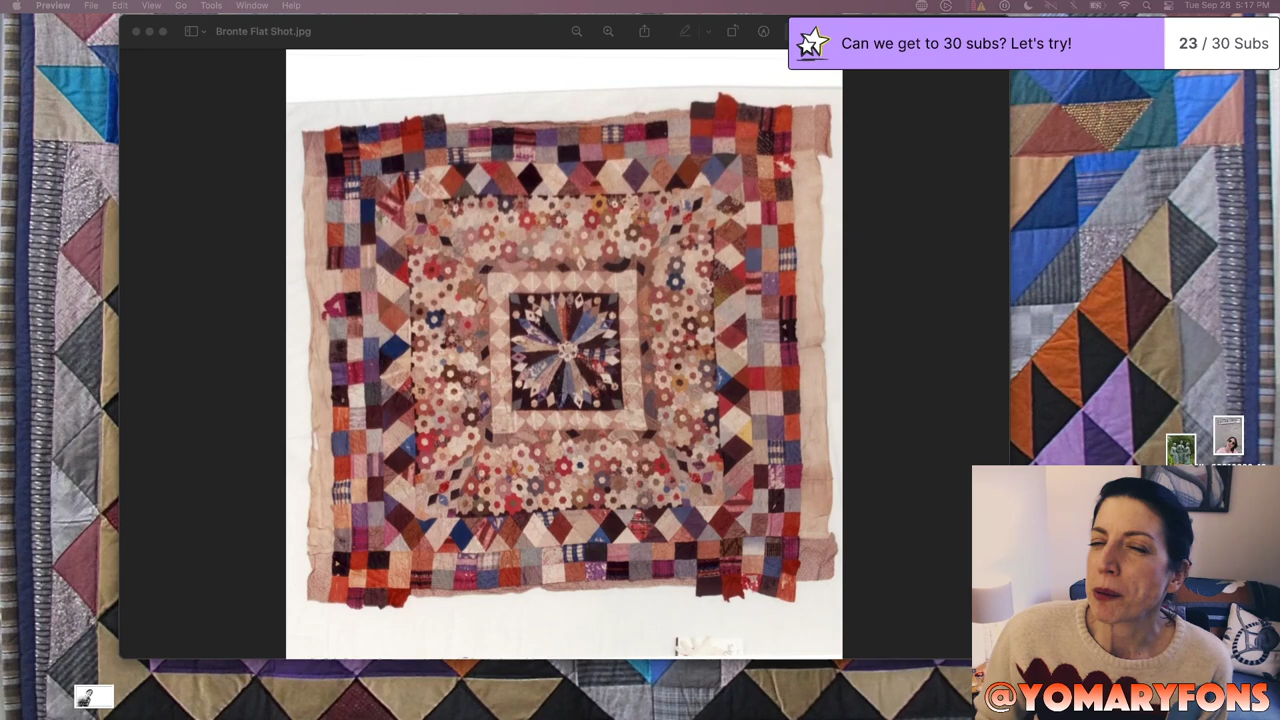 Preview File Edit View Go Tools Window Help Tue Sep 28 5:17 PM
Bronte Flat Shot.jpg
Can we get to 30 subs? Let's try! 23 / 30 Subs
@YOMARYFONS